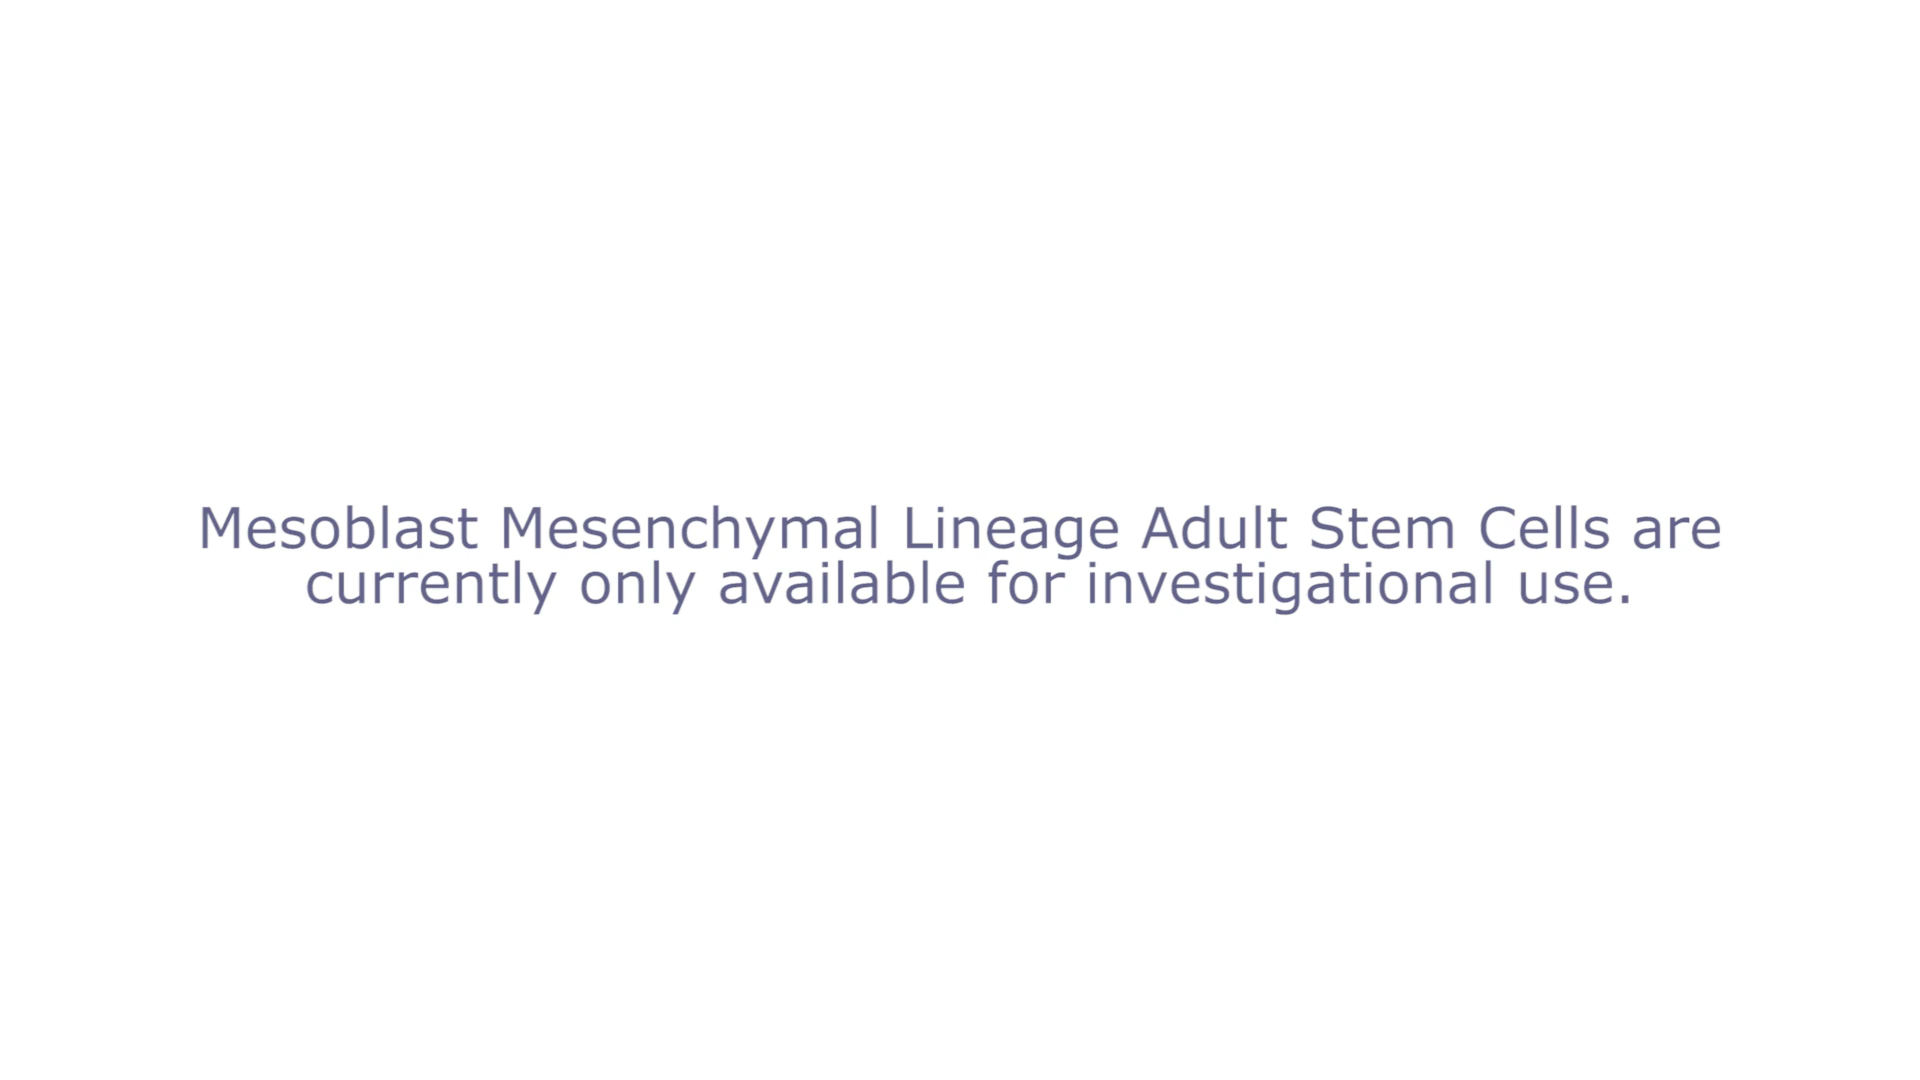 Mesoblast Mesenchymal Lineage Adult Stem Cells are
currently only available for investigational use.